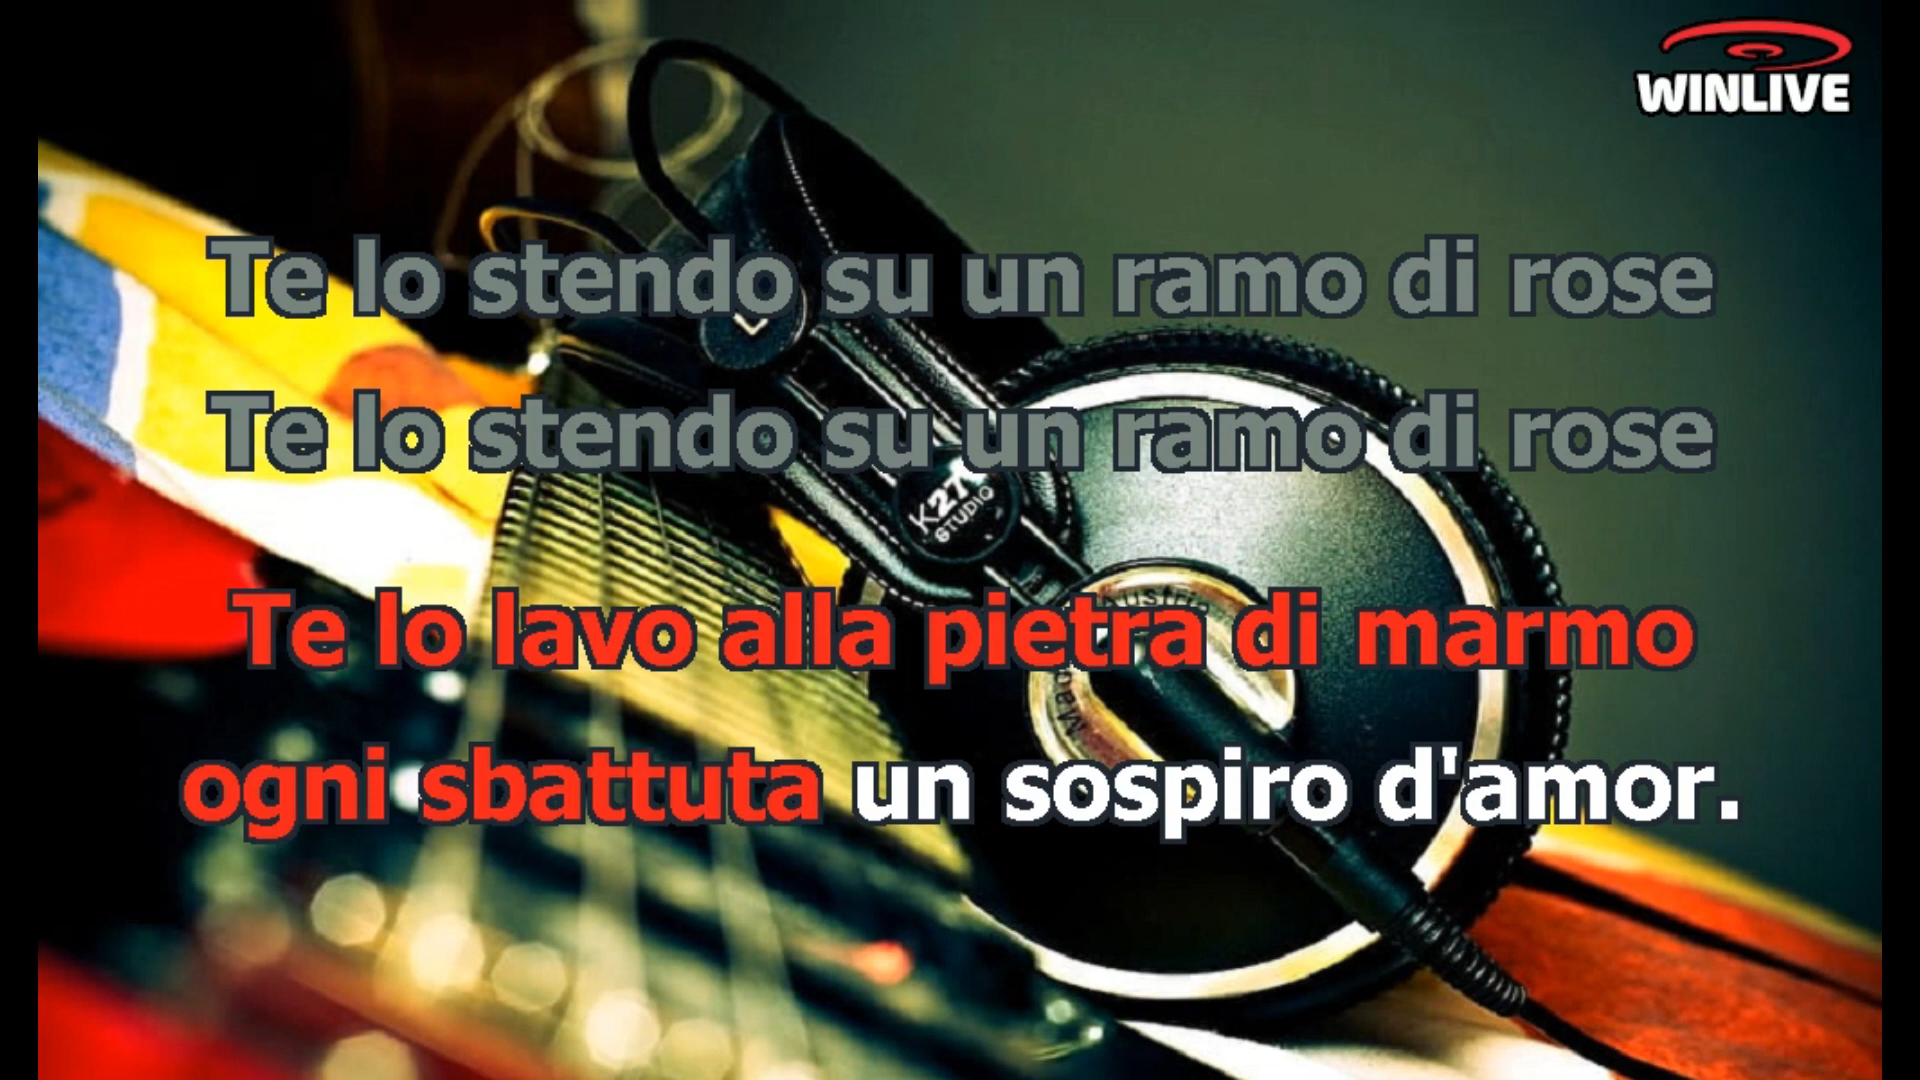 WINLIVE
Te lo stendo su un ramo di rose
Te lo stendo su un ramo di rose
K27
STUDIO
Austria
Te lo lavo alla pietra di marmo
ogni sbattuta un sospiro d'amor.